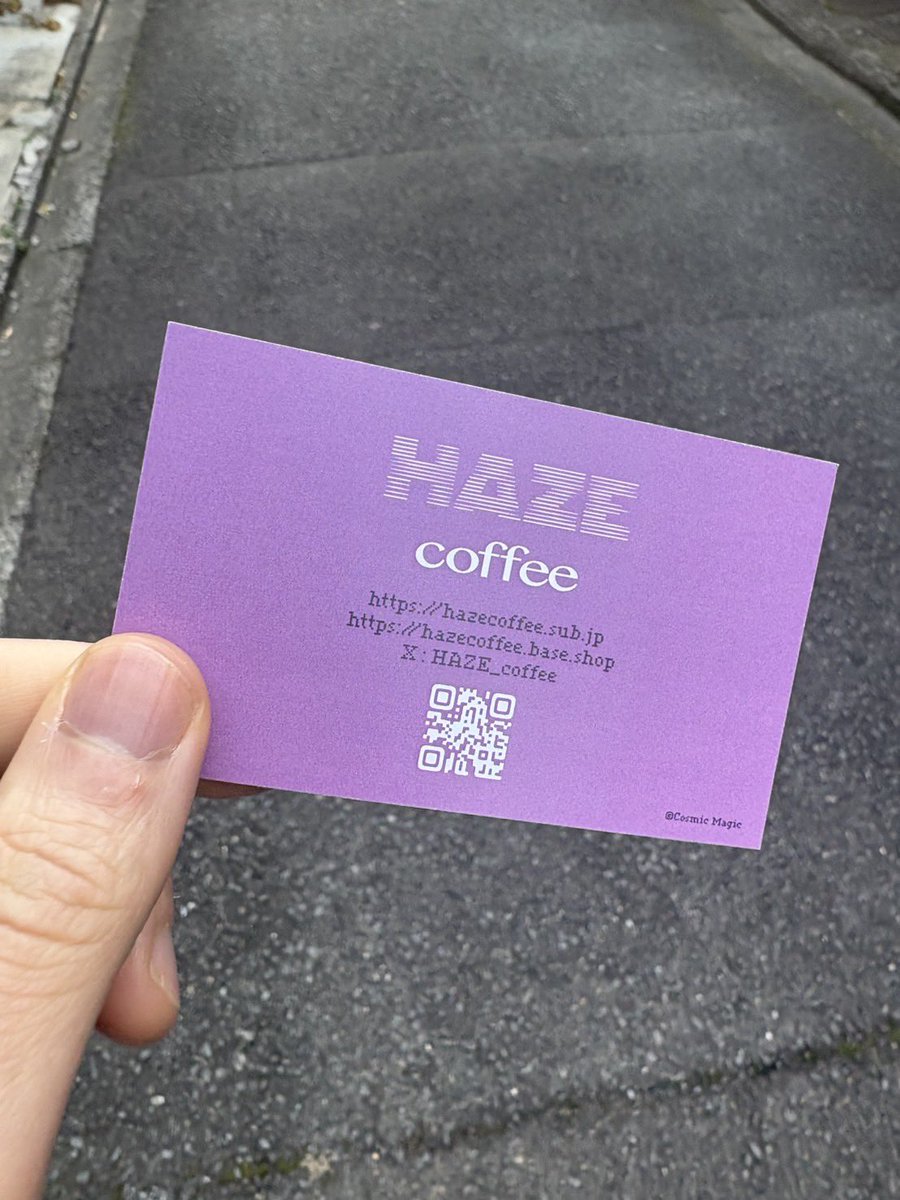 HAZE
coffee
https://hazecoffee.sub.jp
https://hazecoffee.base.shop
X : HAZE_coffee
©Cosmic Magic